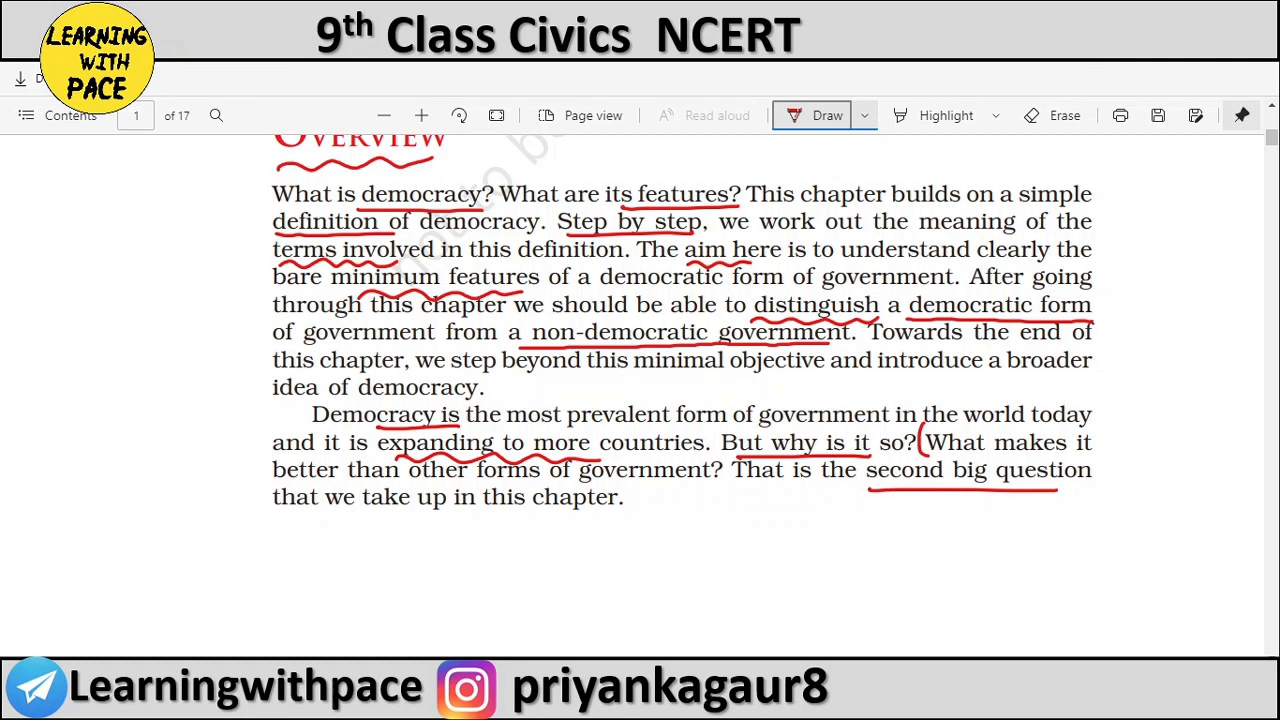 9th Class Civics NCERT
LEARNING
WITH
PACE
Contents 1 of 17 Page view Read aloud Draw Highlight Erase
OVERVIEW
What is democracy? What are its features? This chapter builds on a simple
definition of democracy. Step by step, we work out the meaning of the
terms involved in this definition. The aim here is to understand clearly the
bare minimum features of a democratic form of government. After going
through this chapter we should be able to distinguish a democratic form
of government from a non-democratic government. Towards the end of
this chapter, we step beyond this minimal objective and introduce a broader
idea of democracy.
Democracy is the most prevalent form of government in the world today
and it is expanding to more countries. But why is it so? What makes it
better than other forms of government? That is the second big question
that we take up in this chapter.
Learningwithpace priyankagaur8